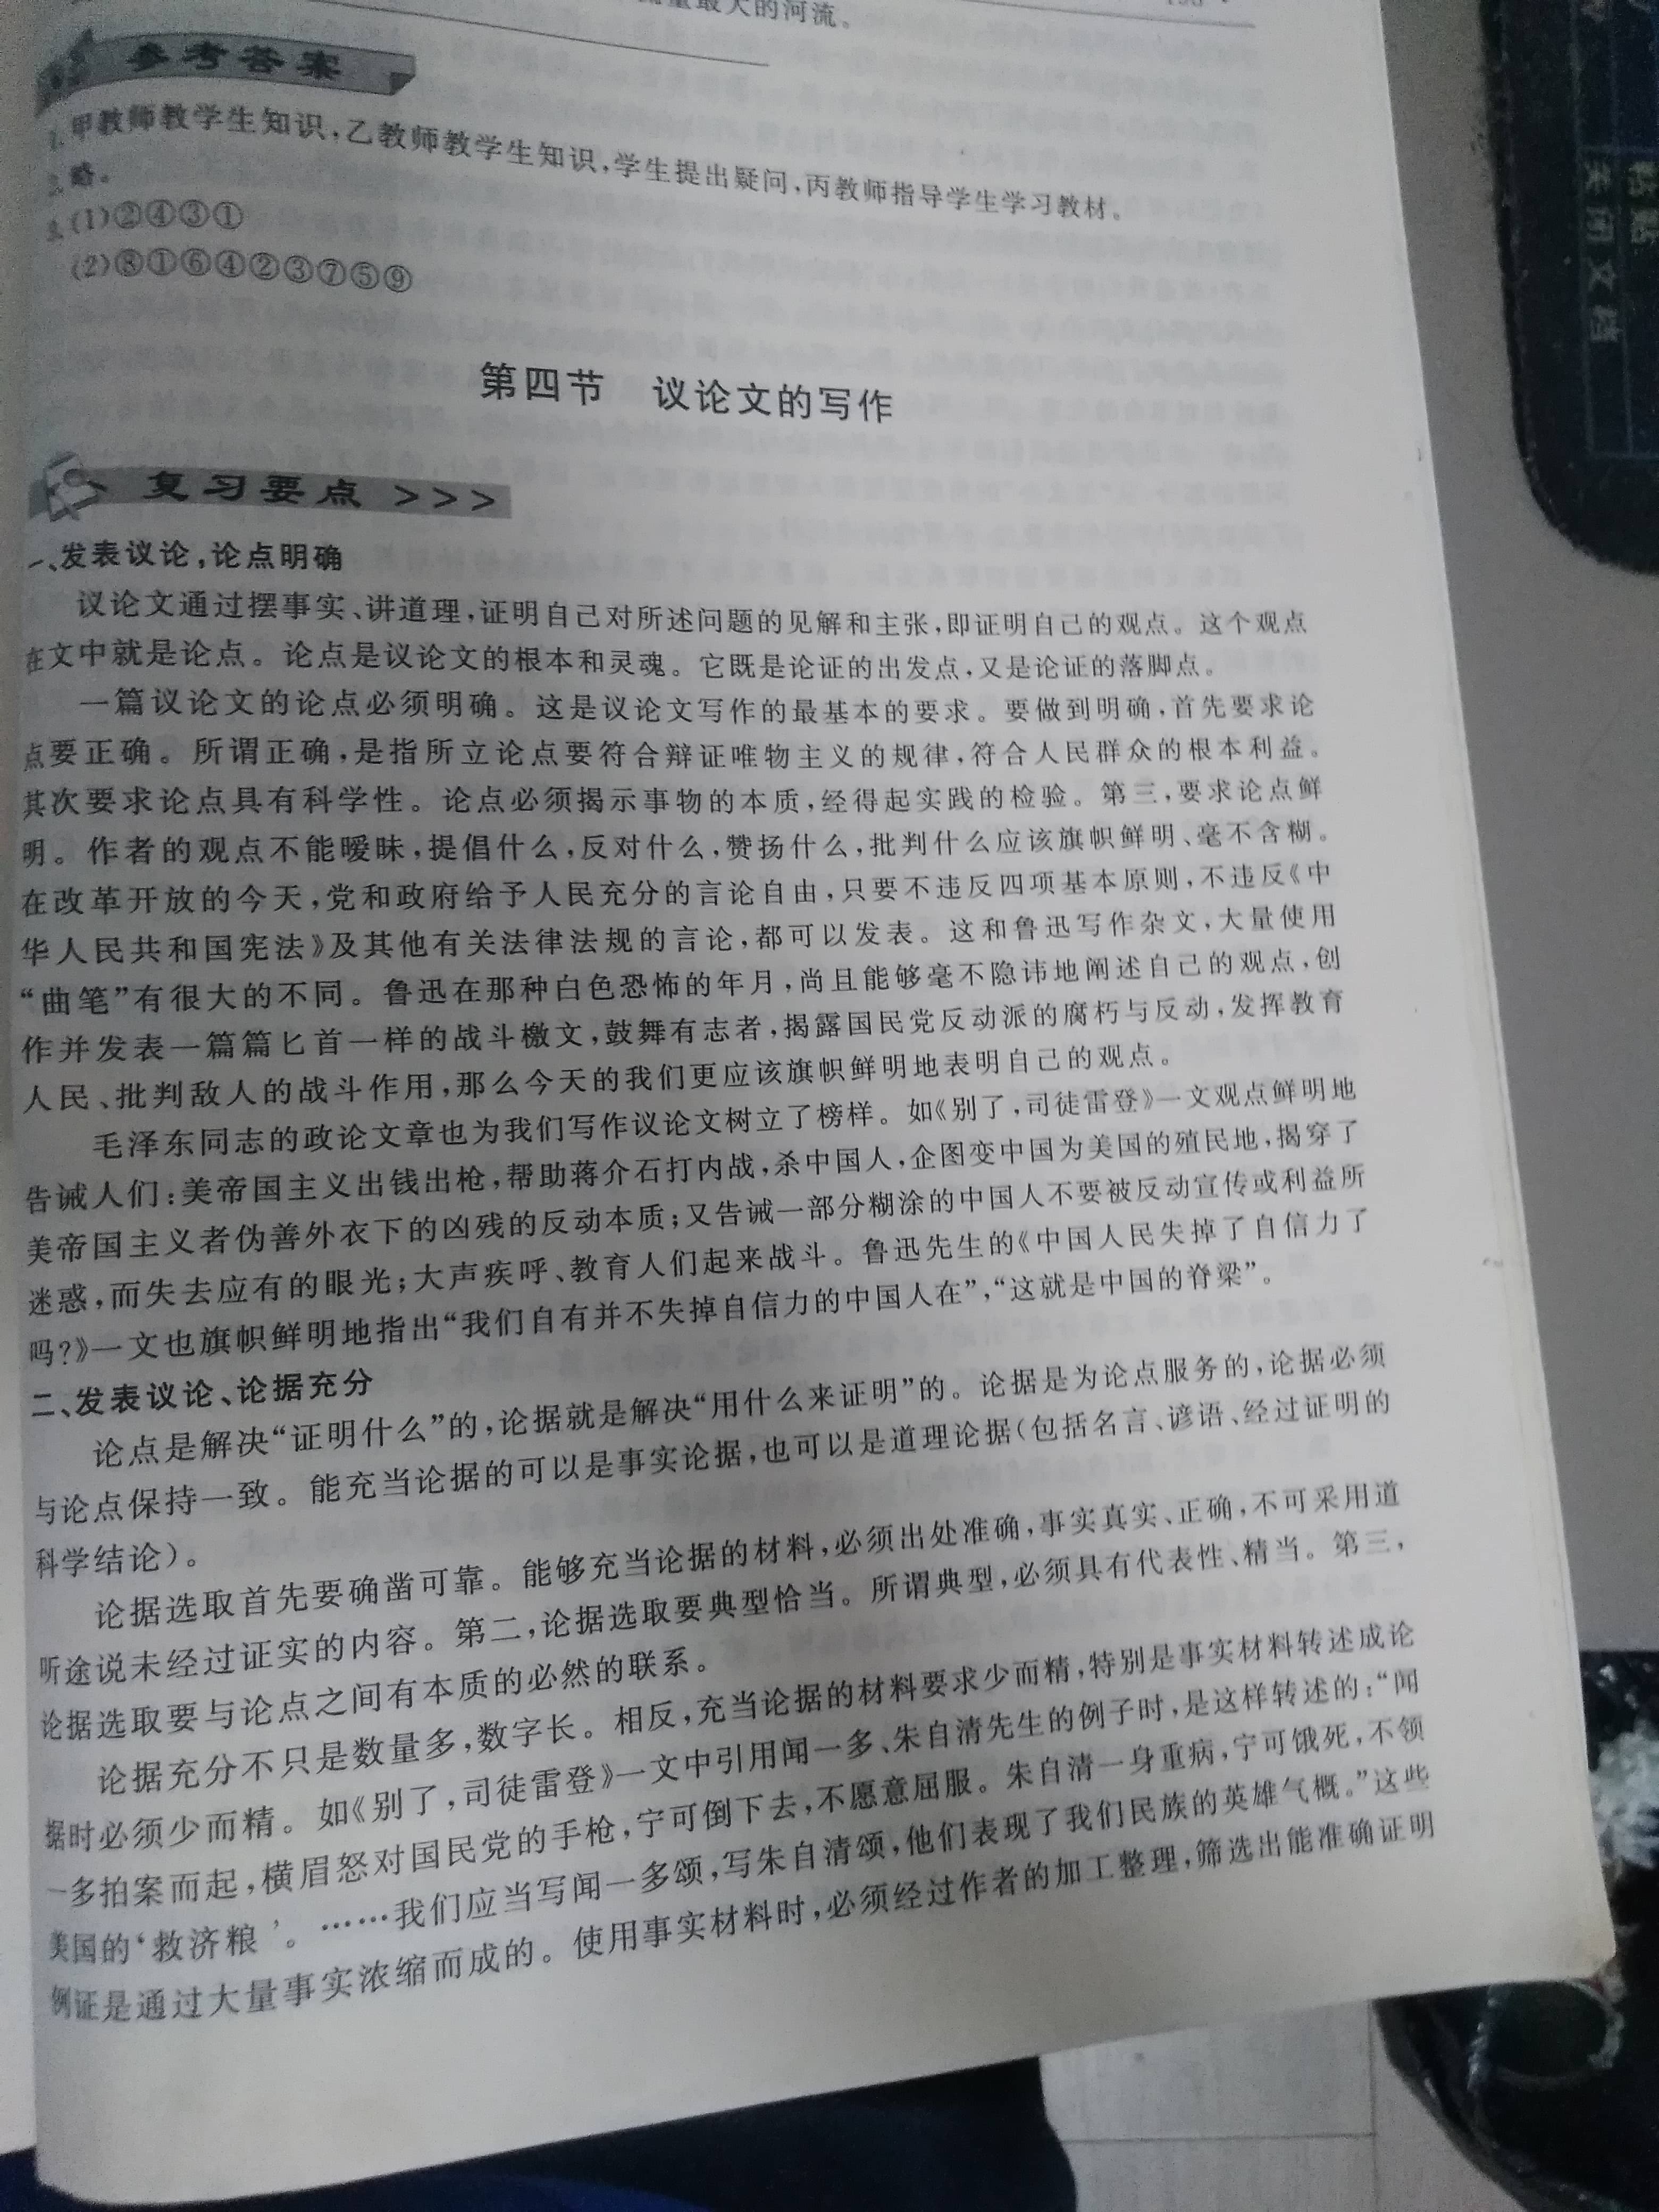 最大的河流。
参考答案
1.甲教师教学生知识,乙教师教学生知识,学生提出疑问,丙教师指导学生学习教材。
2.略。
3.(1)②④③①
(2)⑧①⑥④②③⑦⑤⑨
第四节 议论文的写作
复习要点 >>>
一、发表议论,论点明确
议论文通过摆事实、讲道理,证明自己对所述问题的见解和主张,即证明自己的观点。这个观点
在文中就是论点。论点是议论文的根本和灵魂。它既是论证的出发点,又是论证的落脚点。
一篇议论文的论点必须明确。这是议论文写作的最基本的要求。要做到明确,首先要求论
点要正确。所谓正确,是指所立论点要符合辩证唯物主义的规律,符合人民群众的根本利益。
其次要求论点具有科学性。论点必须揭示事物的本质,经得起实践的检验。第三,要求论点鲜
明。作者的观点不能暧昧,提倡什么,反对什么,赞扬什么,批判什么应该旗帜鲜明、毫不含糊。
在改革开放的今天,党和政府给予人民充分的言论自由,只要不违反四项基本原则,不违反《中
华人民共和国宪法》及其他有关法律法规的言论,都可以发表。这和鲁迅写作杂文,大量使用
“曲笔”有很大的不同。鲁迅在那种白色恐怖的年月,尚且能够毫不隐讳地阐述自己的观点,创
作并发表一篇篇匕首一样的战斗檄文,鼓舞有志者,揭露国民党反动派的腐朽与反动,发挥教育
人民、批判敌人的战斗作用,那么今天的我们更应该旗帜鲜明地表明自己的观点。
毛泽东同志的政论文章也为我们写作议论文树立了榜样。如《别了,司徒雷登》一文观点鲜明地
告诫人们:美帝国主义出钱出枪,帮助蒋介石打内战,杀中国人,企图变中国为美国的殖民地,揭穿了
美帝国主义者伪善外衣下的凶残的反动本质;又告诫一部分糊涂的中国人不要被反动宣传或利益所
迷惑,而失去应有的眼光;大声疾呼、教育人们起来战斗。鲁迅先生的《中国人民失掉了自信力了
吗?》一文也旗帜鲜明地指出“我们自有并不失掉自信力的中国人在”,“这就是中国的脊梁”。
二、发表议论、论据充分
论点是解决“证明什么”的,论据就是解决“用什么来证明”的。论据是为论点服务的,论据必须
与论点保持一致。能充当论据的可以是事实论据,也可以是道理论据(包括名言、谚语、经过证明的
科学结论)。
论据选取首先要确凿可靠。能够充当论据的材料,必须出处准确,事实真实、正确,不可采用道
听途说未经过证实的内容。第二,论据选取要典型恰当。所谓典型,必须具有代表性、精当。第三,
论据选取要与论点之间有本质的必然的联系。
论据充分不只是数量多,数字长。相反,充当论据的材料要求少而精,特别是事实材料转述成论
据时必须少而精。如《别了,司徒雷登》一文中引用闻一多、朱自清先生的例子时,是这样转述的:“闻
一多拍案而起,横眉怒对国民党的手枪,宁可倒下去,不愿意屈服。朱自清一身重病,宁可饿死,不领
美国的‘救济粮’。……我们应当写闻一多颂,写朱自清颂,他们表现了我们民族的英雄气概。”这些
例证是通过大量事实浓缩而成的。使用事实材料时,必须经过作者的加工整理,筛选出能准确证明
关闭文档